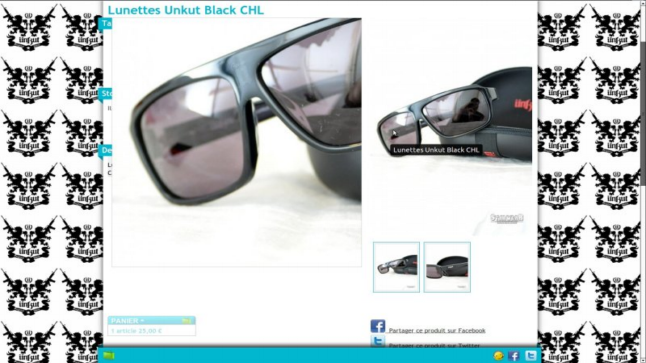 Lunettes Unkut Black CHL
Lunettes Unkut Black CHL
PANIER
1 article 25,00 €
Partager ce produit sur Facebook
Partager ce produit sur Twitter